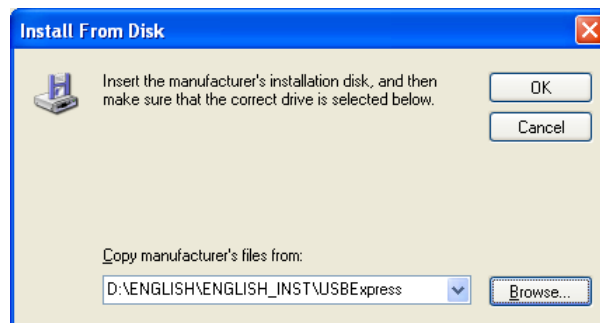 Install From Disk
Insert the manufacturer's installation disk, and then
make sure that the correct drive is selected below.
OK
Cancel
Copy manufacturer's files from:
D:\ENGLISH\ENGLISH_INST\USBExpress
Browse...